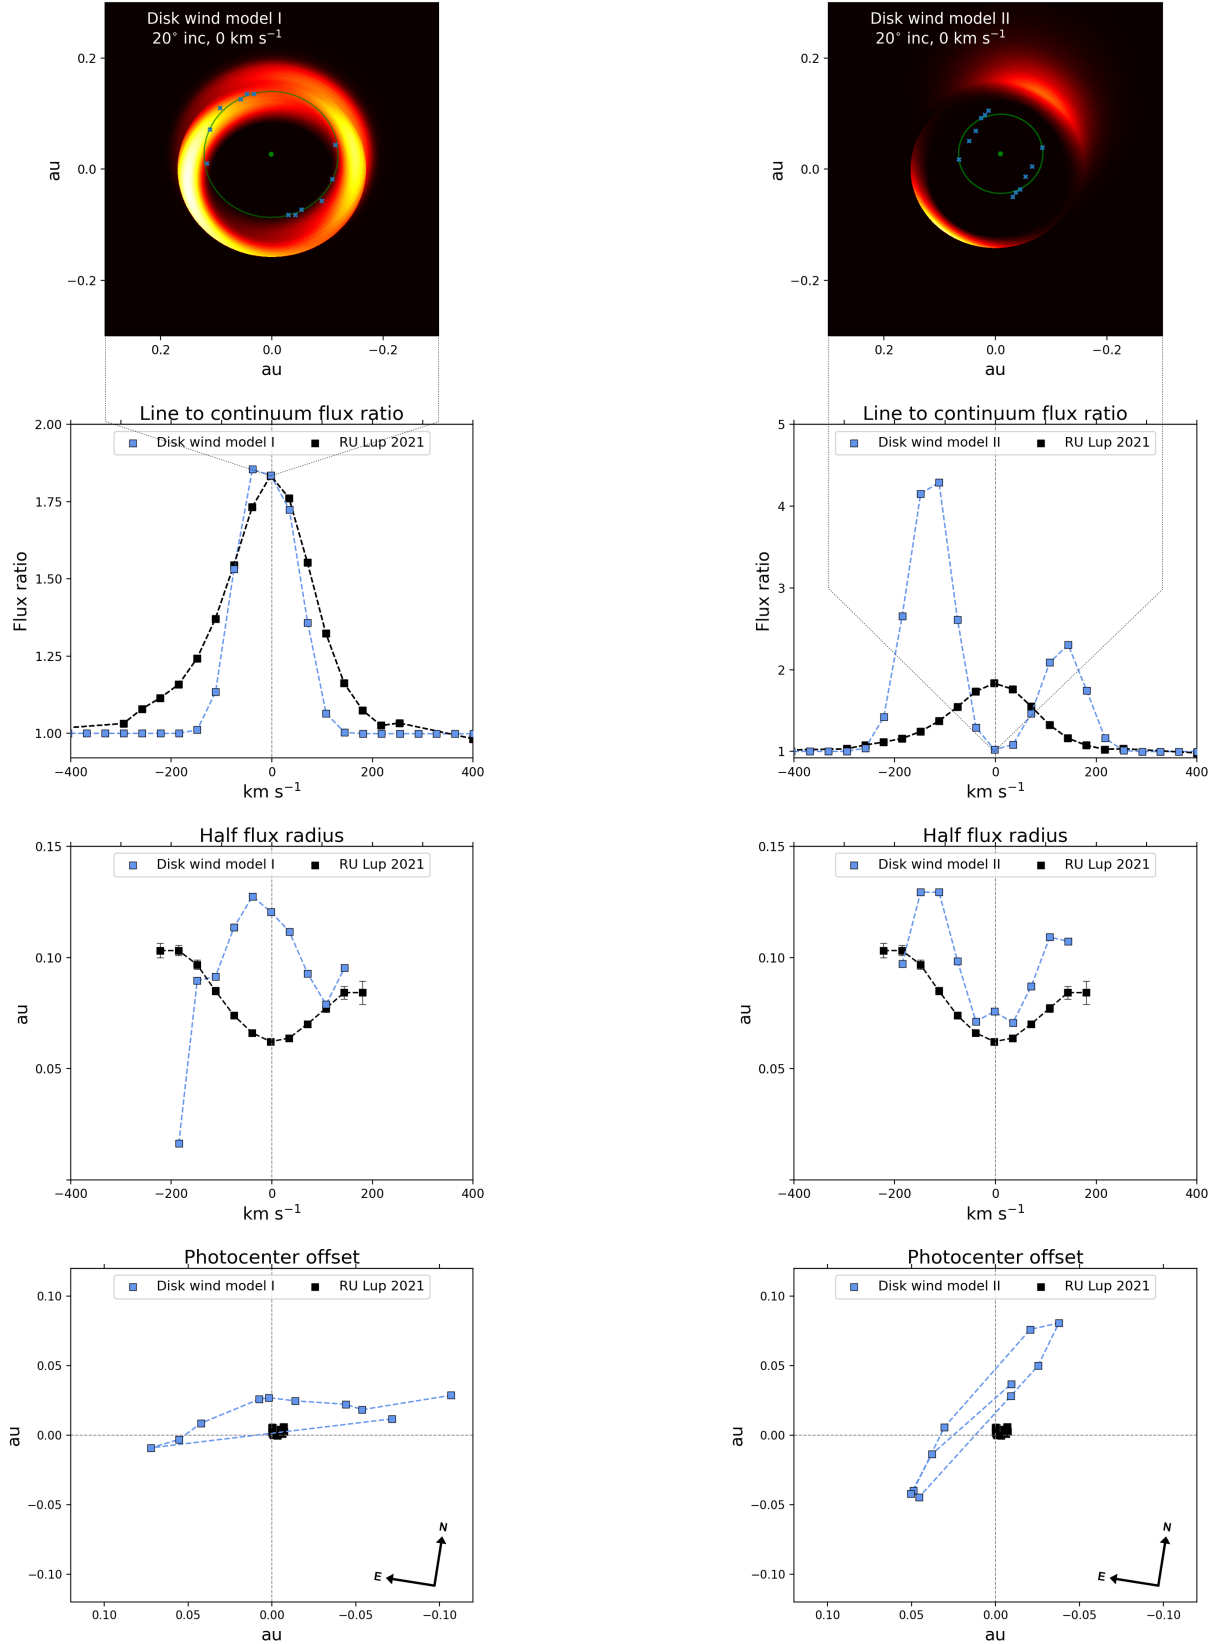 Disk wind model I
20° inc, 0 km s⁻¹
0.2
0.0
−0.2
au
0.2 0.0 −0.2
au
Disk wind model II
20° inc, 0 km s⁻¹
0.2
0.0
−0.2
au
0.2 0.0 −0.2
au
Line to continuum flux ratio
Disk wind model I RU Lup 2021
2.00
1.75
1.50
1.25
1.00
Flux ratio
−400 −200 0 200 400
km s⁻¹
Line to continuum flux ratio
Disk wind model II RU Lup 2021
5
4
3
2
1
Flux ratio
−400 −200 0 200 400
km s⁻¹
Half flux radius
Disk wind model I RU Lup 2021
0.15
0.10
0.05
au
−400 −200 0 200 400
km s⁻¹
Half flux radius
Disk wind model II RU Lup 2021
0.15
0.10
0.05
au
−400 −200 0 200 400
km s⁻¹
Photocenter offset
Disk wind model I RU Lup 2021
0.10
0.05
0.00
−0.05
−0.10
au
N
E
0.10 0.05 0.00 −0.05 −0.10
au
Photocenter offset
Disk wind model II RU Lup 2021
0.10
0.05
0.00
−0.05
−0.10
au
N
E
0.10 0.05 0.00 −0.05 −0.10
au